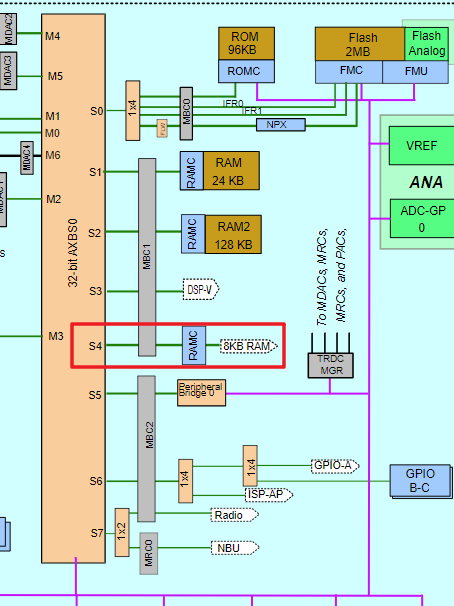 MDAC2
M4
MDAC3
M5
M1
M0
MDAC4
M6
MDAC1
M2
s
M3
32-bit AXBS0
S0
1x4
MBC0
IFR0
IFR1
NPX
ROM
96KB
ROMC
Flash
2MB
Flash
Analog
FMC
FMU
VREF
ANA
ADC-GP
0
S1
MBC1
RAMC
RAM
24 KB
S2
RAMC
RAM2
128 KB
S3
DSP-V
S4
RAMC
8KB RAM
To MDACs, MRCs,
MRCs, and PACs,
TRDC
MGR
S5
MBC2
Peripheral
Bridge 0
S6
1x4
1x4
GPIO-A
ISP-AP
GPIO
B-C
S7
1x2
Radio
MRC0
NBU